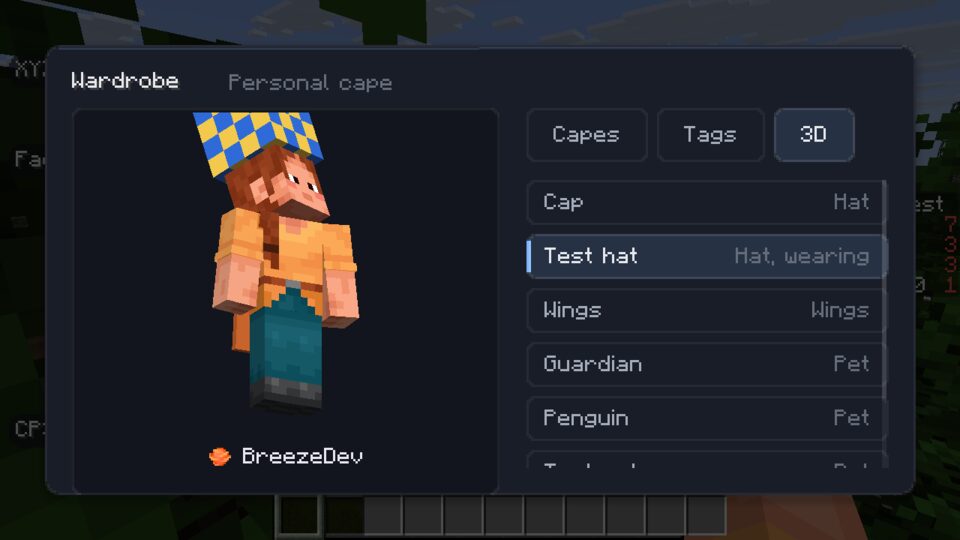 Wardrobe
Personal cape
Capes
Tags
3D
Cap
Hat
Test hat
Hat, wearing
Wings
Wings
Guardian
Pet
Penguin
Pet
BreezeDev